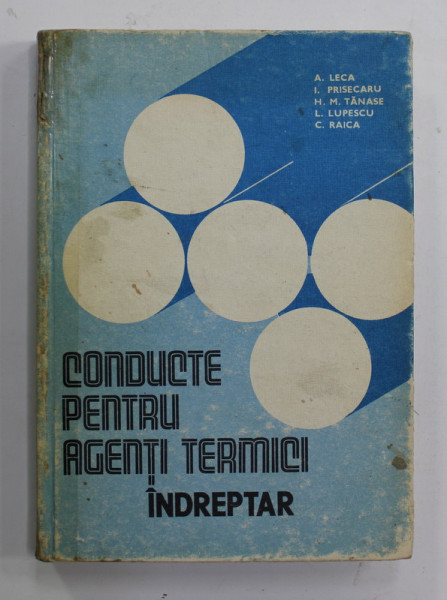 A. LECA
I. PRISECARU
H. M. TĂNASE
L. LUPESCU
C. RAICA
CONDUCTE
PENTRU
AGENȚI TERMICI
ÎNDREPTAR